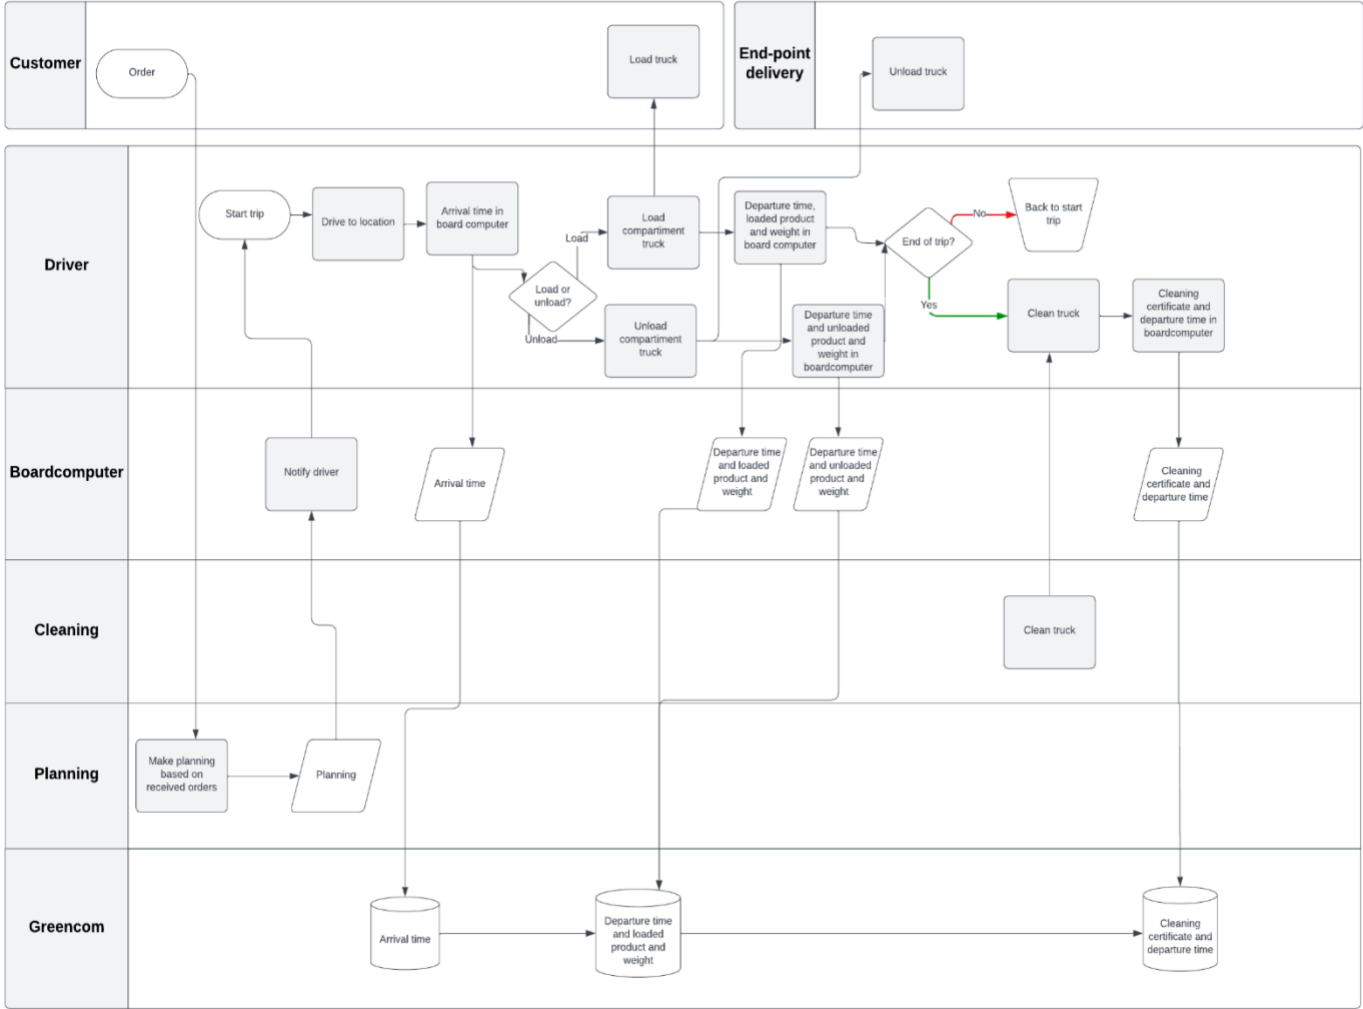 Customer
Order
Load truck
End-point
delivery
Unload truck
Driver
Start trip
Drive to location
Arrival time in
board computer
Load or
unload?
Load
Unload
Load
compartment
truck
Unload
compartment
truck
Departure time,
loaded product
and weight in
board computer
Departure time
and unloaded
product and
weight in
boardcomputer
End of trip?
No
Yes
Back to start
trip
Clean truck
Cleaning
certificate and
departure time in
boardcomputer
Boardcomputer
Notify driver
Arrival time
Departure time
and loaded
product and
weight
Departure time
and unloaded
product and
weight
Cleaning
certificate and
departure time
Cleaning
Clean truck
Planning
Make planning
based on
received orders
Planning
Greencom
Arrival time
Departure time
and loaded
product and
weight
Cleaning
certificate and
departure time